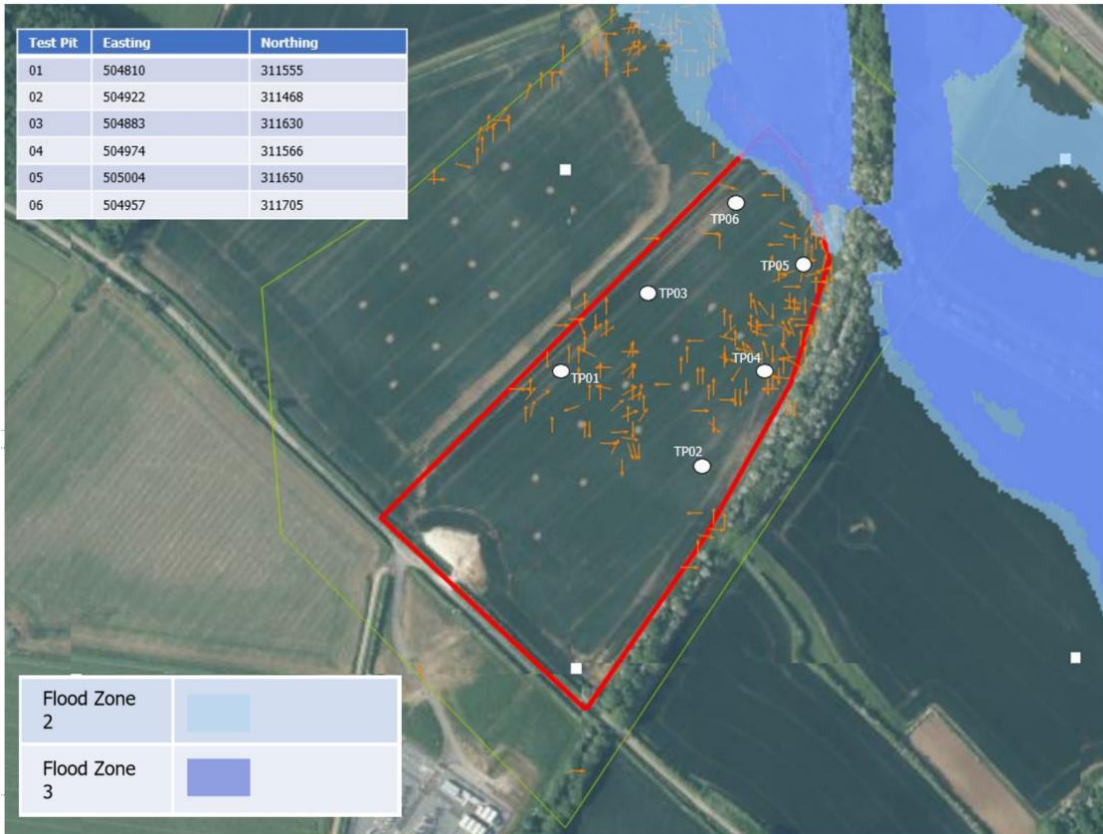 Test Pit Easting Northing
01 504810 311555
02 504922 311468
03 504883 311630
04 504974 311566
05 505004 311650
06 504957 311705
TP06
TP05
TP03
TP04
TP01
TP02
Flood Zone
2
Flood Zone
3